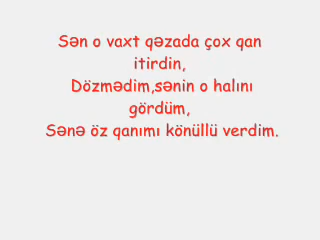 Sən o vaxt qəzada çox qan
itirdin,
Dözmədim,sənin o halını
gördüm,
Sənə öz qanımı könüllü verdim.